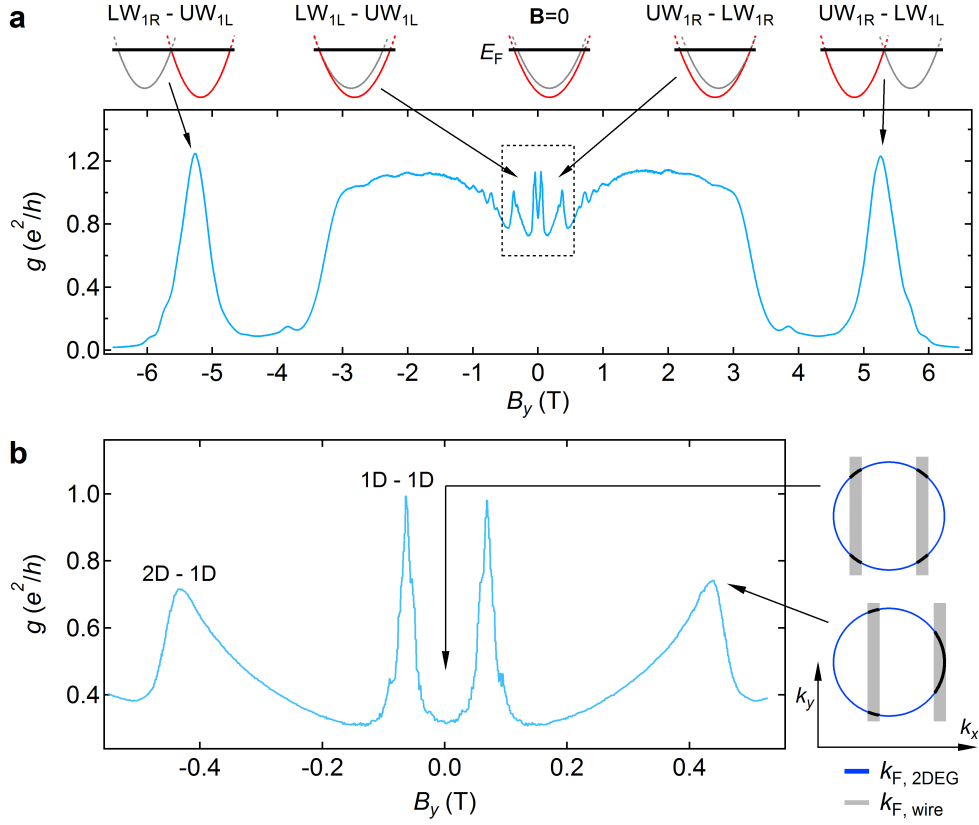 a
LW1R - UW1L
LW1L - UW1L
B=0
UW1R - LW1R
UW1R - LW1L
EF
g (e²/h)
1.2
0.8
0.4
0.0
-6 -5 -4 -3 -2 -1 0 1 2 3 4 5 6
By (T)
b
1D - 1D
2D - 1D
g (e²/h)
1.0
0.8
0.6
0.4
-0.4 -0.2 0.0 0.2 0.4
By (T)
ky
kx
kF, 2DEG
kF, wire